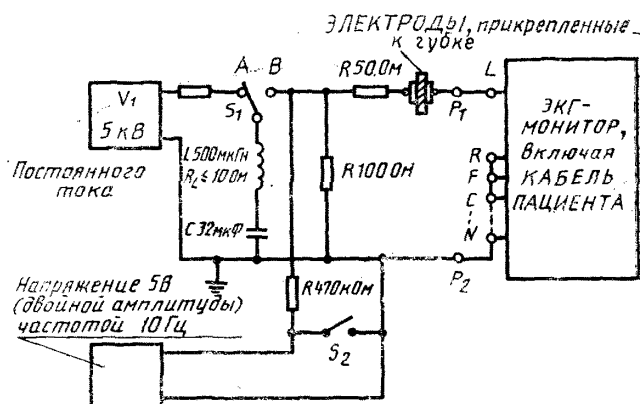 ЭЛЕКТРОДЫ, прикрепленные
к губке
A B
R 50 Ом
L
V1
5 кВ
S1
P1
ЭКГ-
МОНИТОР,
включая
КАБЕЛЬ
ПАЦИЕНТА
L 500 мкГн
RL ≤ 10 Ом
R 100 Ом
R
F
C
N
Постоянного
тока
C 32 мкФ
P2
Напряжение 5В
(двойной амплитуды)
частотой 10 Гц
R 470 кОм
S2